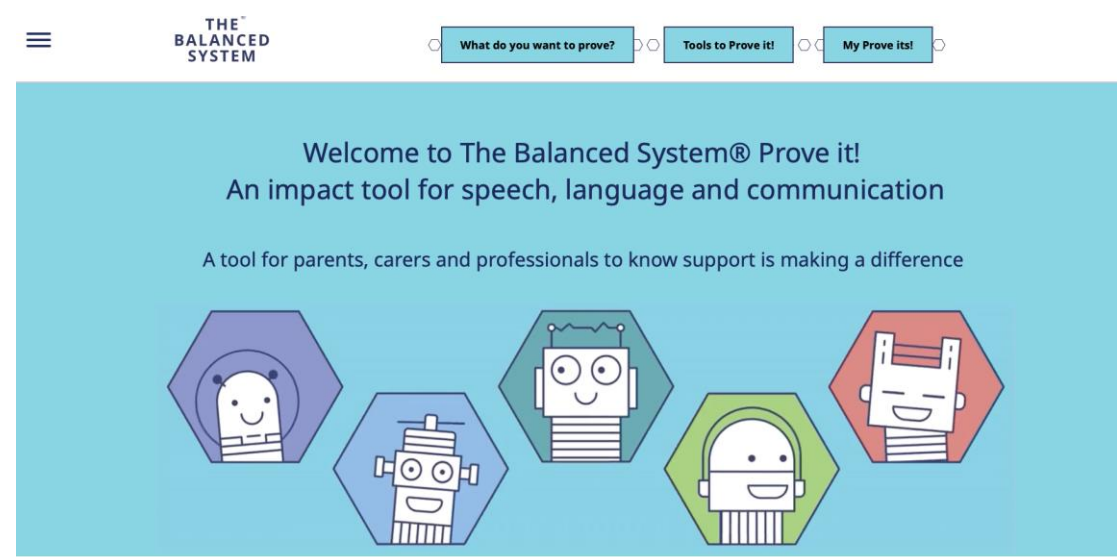 THE™
BALANCED
SYSTEM
What do you want to prove?
Tools to Prove it!
My Prove its!
Welcome to The Balanced System® Prove it!
An impact tool for speech, language and communication
A tool for parents, carers and professionals to know support is making a difference